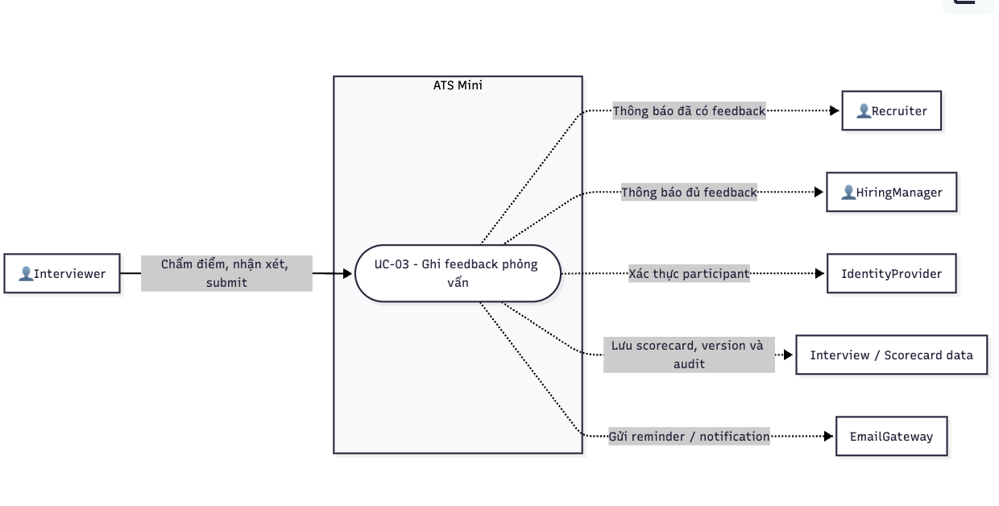 ATS Mini
Thông báo đã có feedback
Recruiter
Thông báo đủ feedback
HiringManager
Interviewer
Chấm điểm, nhận xét,
submit
UC-03 - Ghi feedback phỏng
vấn
Xác thực participant
IdentityProvider
Lưu scorecard, version và
audit
Interview / Scorecard data
Gửi reminder / notification
EmailGateway